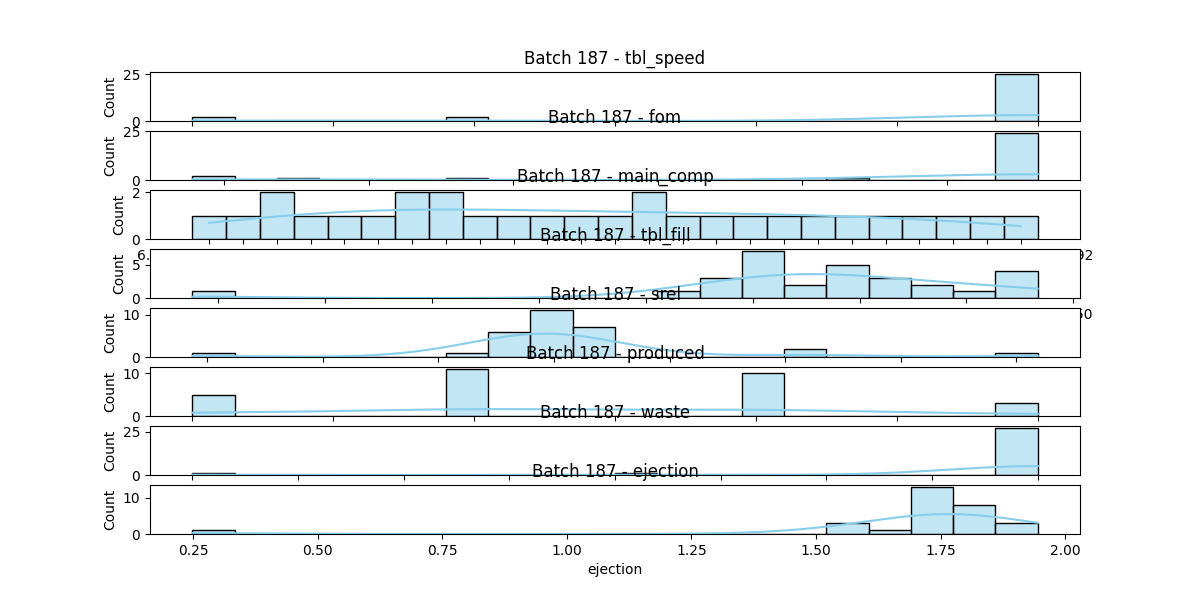 Batch 187 - tbl_speed
25
0
Count
Batch 187 - fom
25
0
Count
Batch 187 - main_comp
2
0
Count
6.
92
Batch 187 - tbl_fill
5
0
Count
50
Batch 187 - srel
10
0
Count
Batch 187 - produced
10
0
Count
Batch 187 - waste
25
0
Count
Batch 187 - ejection
10
0
Count
0.25 0.50 0.75 1.00 1.25 1.50 1.75 2.00
ejection